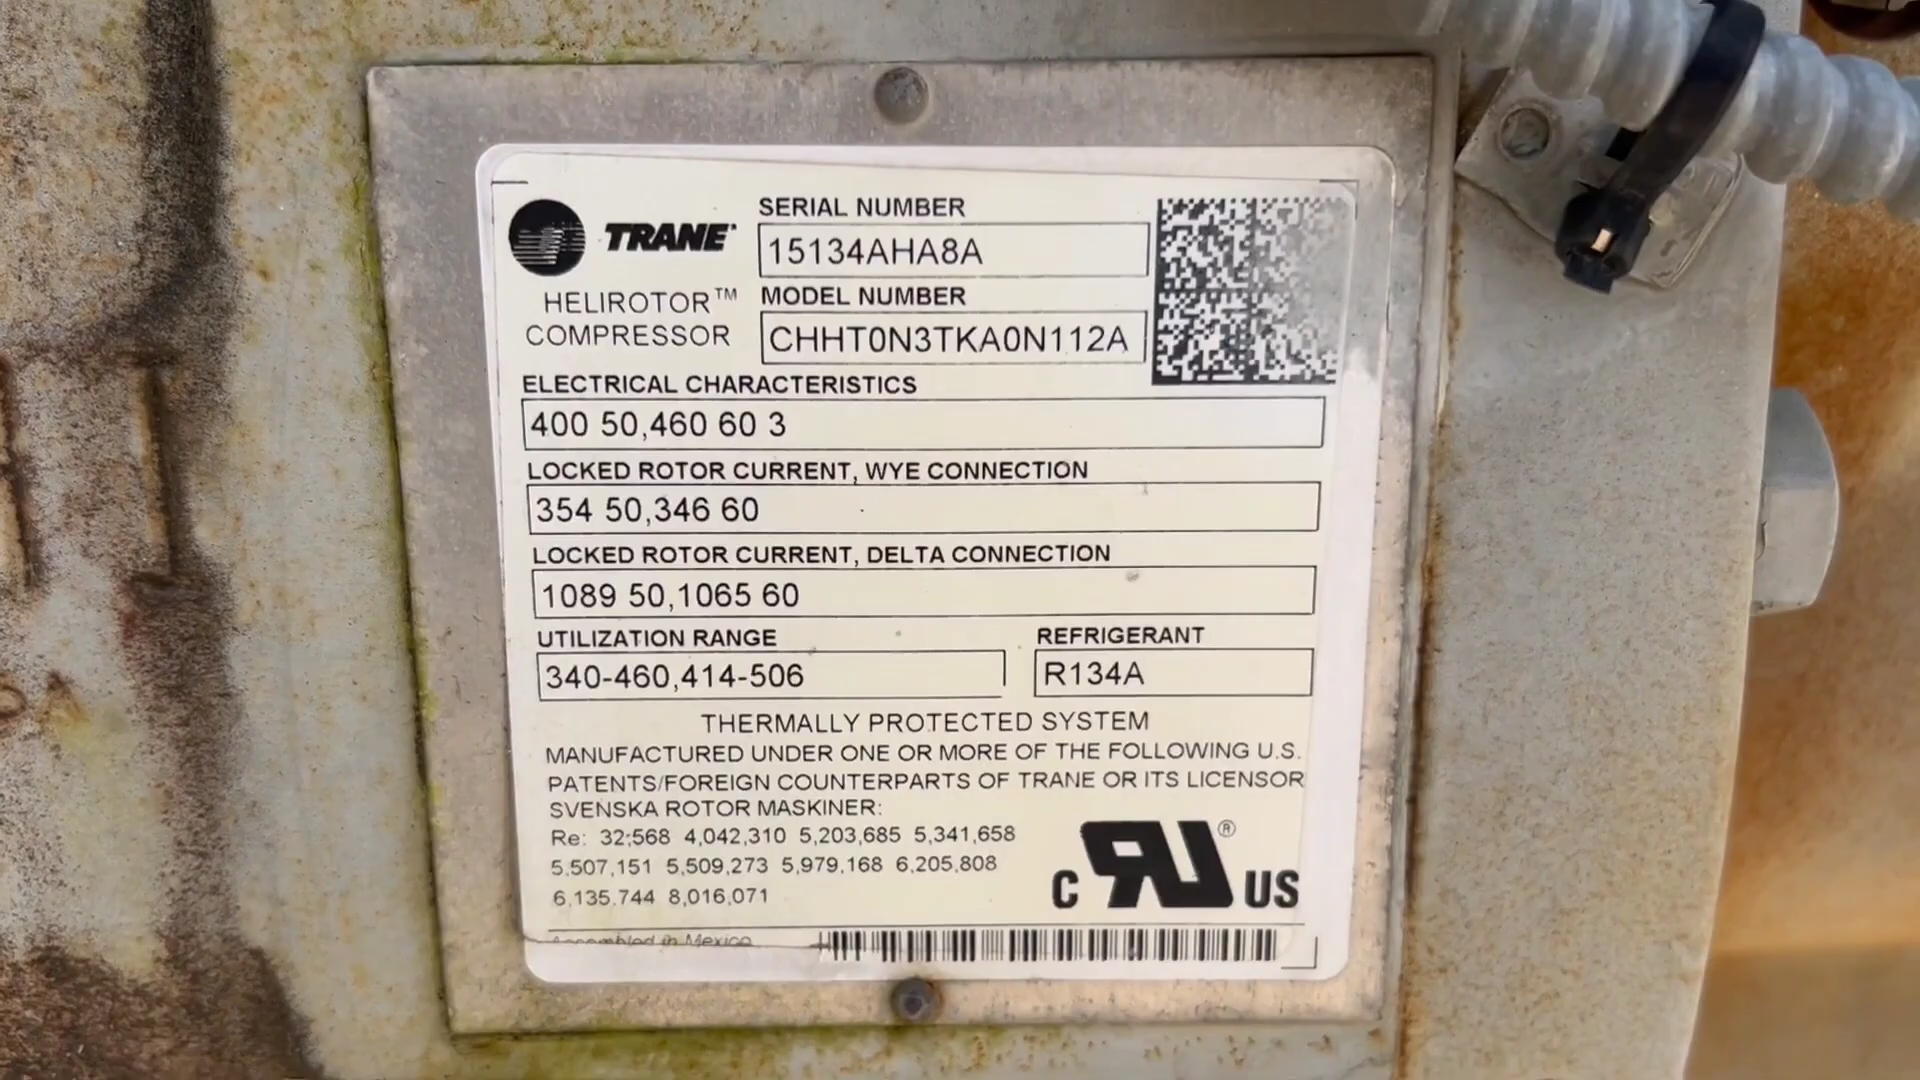 TRANE
HELIROTOR™
COMPRESSOR
SERIAL NUMBER
15134AHA8A
MODEL NUMBER
CHHT0N3TKA0N112A
ELECTRICAL CHARACTERISTICS
400 50,460 60 3
LOCKED ROTOR CURRENT, WYE CONNECTION
354 50,346 60
LOCKED ROTOR CURRENT, DELTA CONNECTION
1089 50,1065 60
UTILIZATION RANGE
340-460,414-506
REFRIGERANT
R134A
THERMALLY PROTECTED SYSTEM
MANUFACTURED UNDER ONE OR MORE OF THE FOLLOWING U.S.
PATENTS/FOREIGN COUNTERPARTS OF TRANE OR ITS LICENSOR
SVENSKA ROTOR MASKINER:
Re: 32;568 4,042,310 5,203,685 5,341,658
5,507,151 5,509,273 5,979,168 6,205,808
6,135,744 8,016,071
C RU® US
Assembled in Mexico